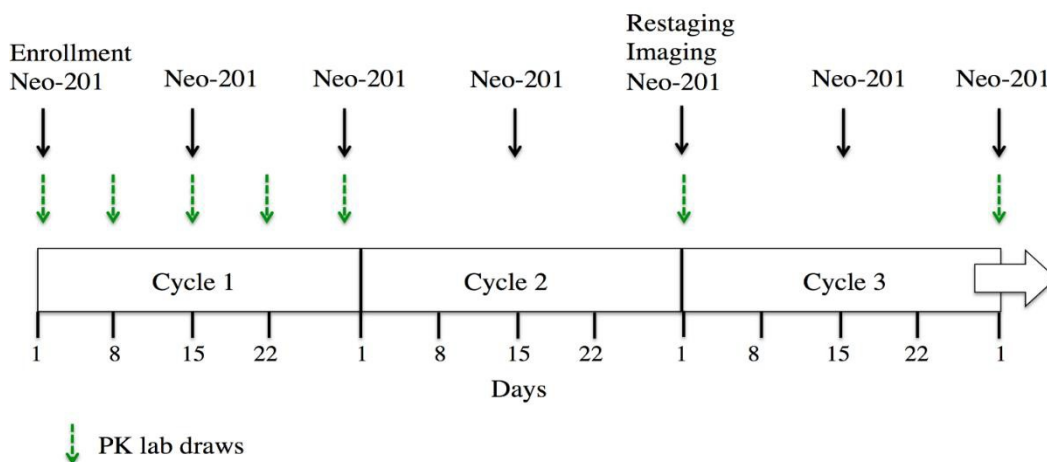 Enrollment
Neo-201
Neo-201
Neo-201
Neo-201
Restaging
Imaging
Neo-201
Neo-201
Neo-201
Cycle 1
Cycle 2
Cycle 3
1 8 15 22 1 8 15 22 1 8 15 22 1
Days
PK lab draws